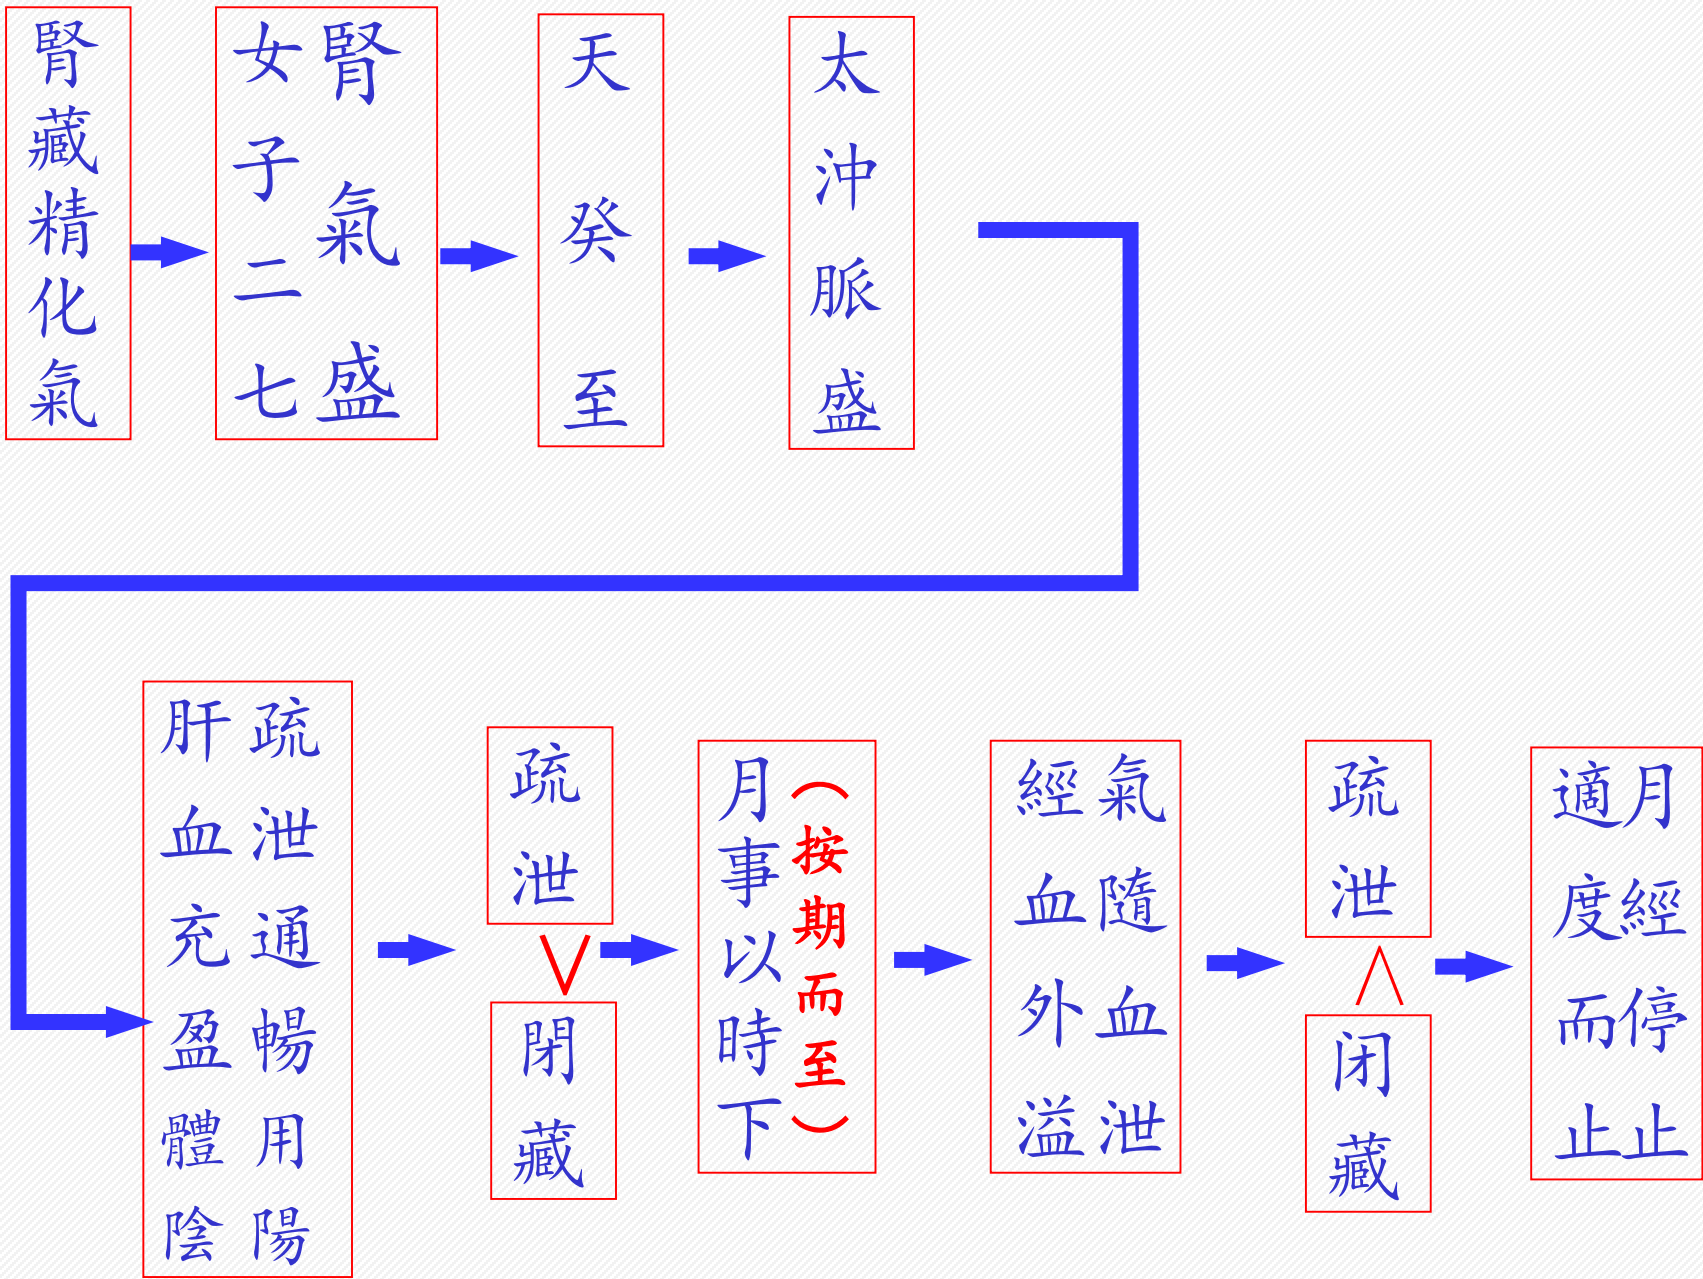 腎藏精化氣
女子二七
腎氣盛
天癸至
太沖脈盛
肝血充盈體陰
疏泄通暢用陽
疏泄
∨
閉藏
月事以時下
（按期而至）
經血外溢
氣隨血泄
疏泄
∧
闭藏
適度而止
月經停止